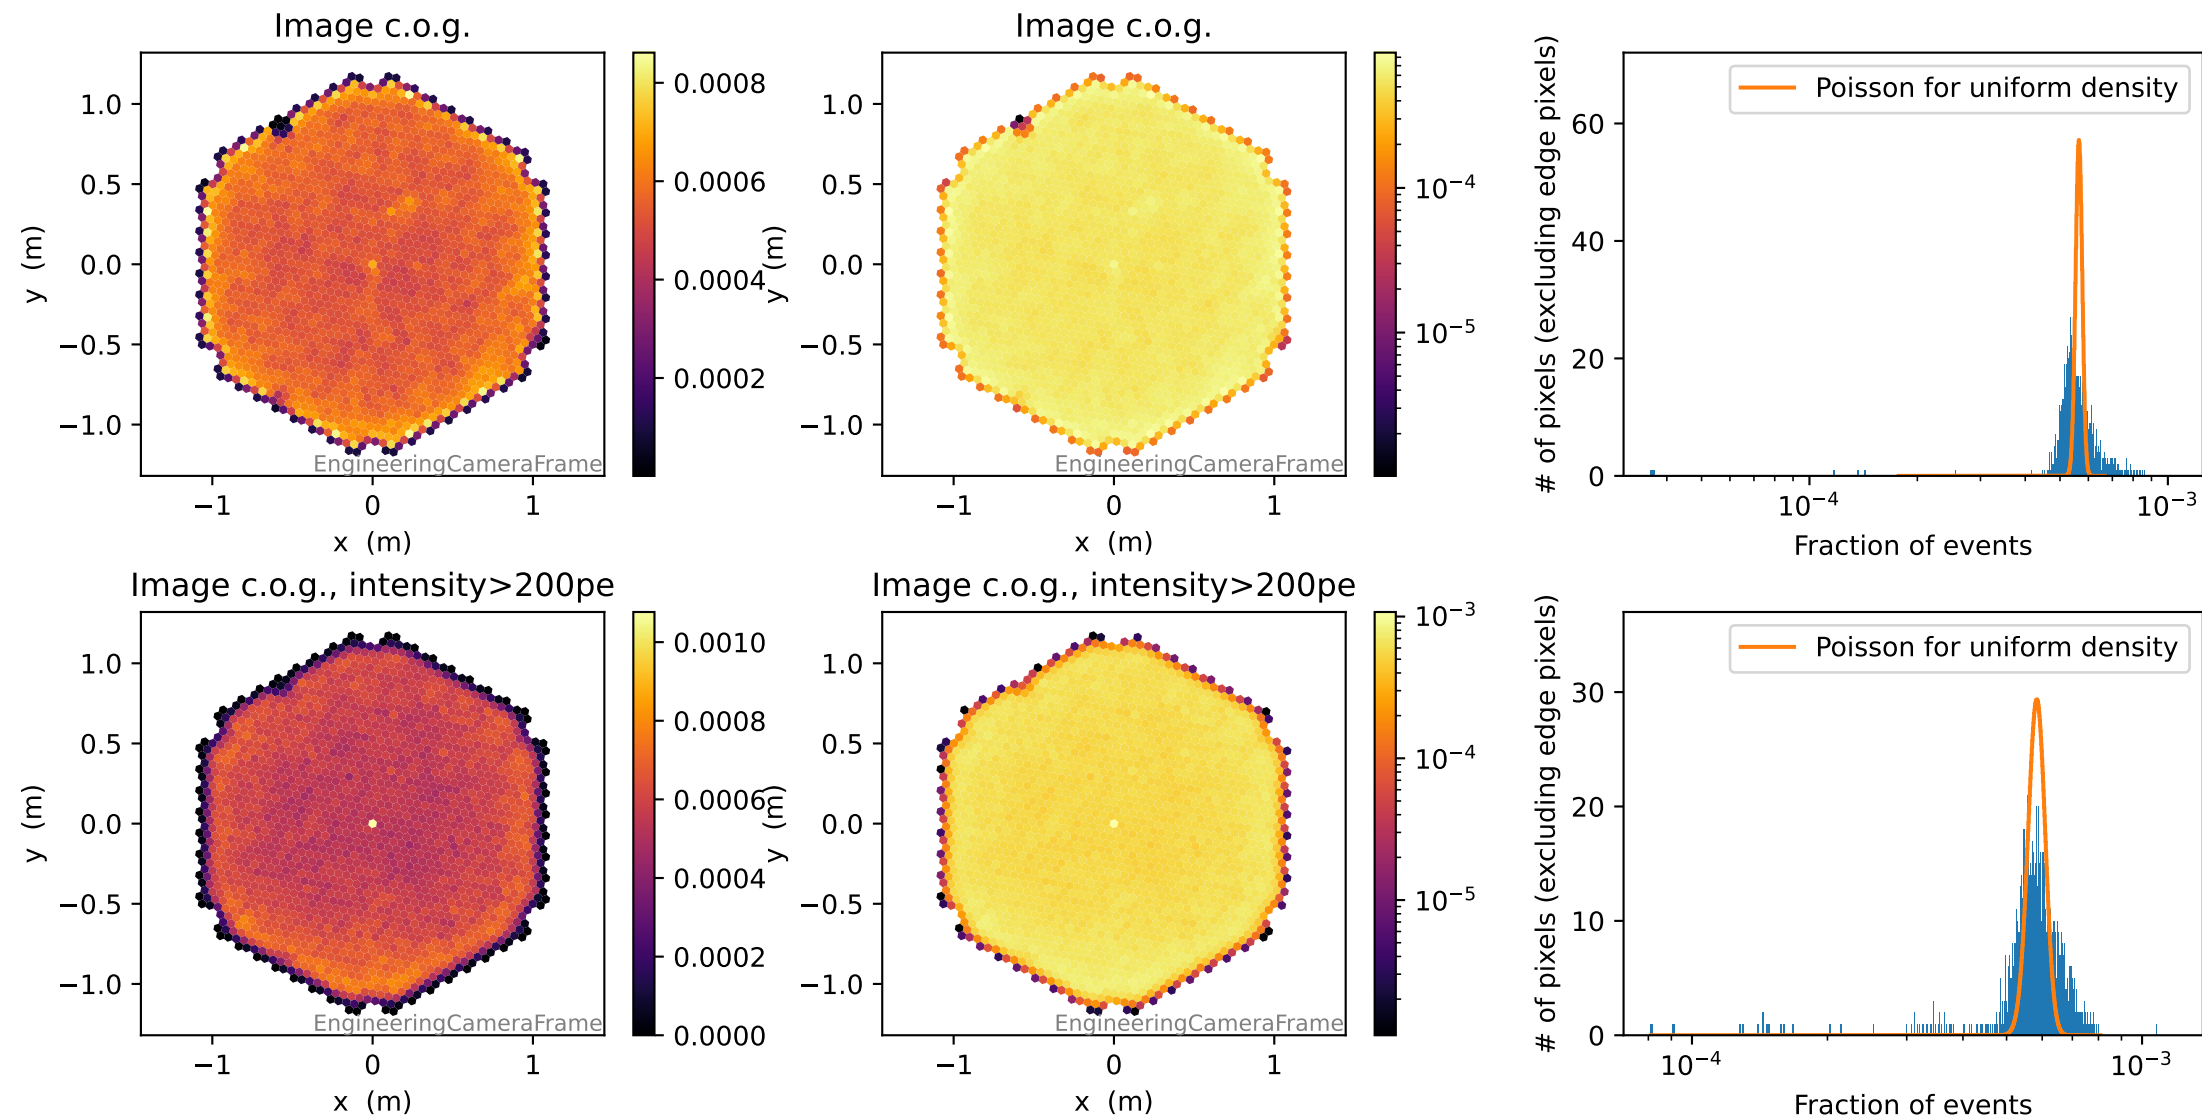 Image c.o.g.
1.0
0.5
0.0
−0.5
−1.0
y (m)
−1
0
1
x (m)
EngineeringCameraFrame
0.0008
0.0006
0.0004
0.0002
Image c.o.g.
1.0
0.5
0.0
−0.5
−1.0
y (m)
−1
0
1
x (m)
EngineeringCameraFrame
10⁻⁴
10⁻⁵
# of pixels (excluding edge pixels)
60
40
20
0
Poisson for uniform density
10⁻⁴
10⁻³
Fraction of events
Image c.o.g., intensity>200pe
1.0
0.5
0.0
−0.5
−1.0
y (m)
−1
0
1
x (m)
EngineeringCameraFrame
0.0010
0.0008
0.0006
0.0004
0.0002
0.0000
Image c.o.g., intensity>200pe
1.0
0.5
0.0
−0.5
−1.0
y (m)
−1
0
1
x (m)
EngineeringCameraFrame
10⁻³
10⁻⁴
10⁻⁵
# of pixels (excluding edge pixels)
30
20
10
0
Poisson for uniform density
10⁻⁴
10⁻³
Fraction of events